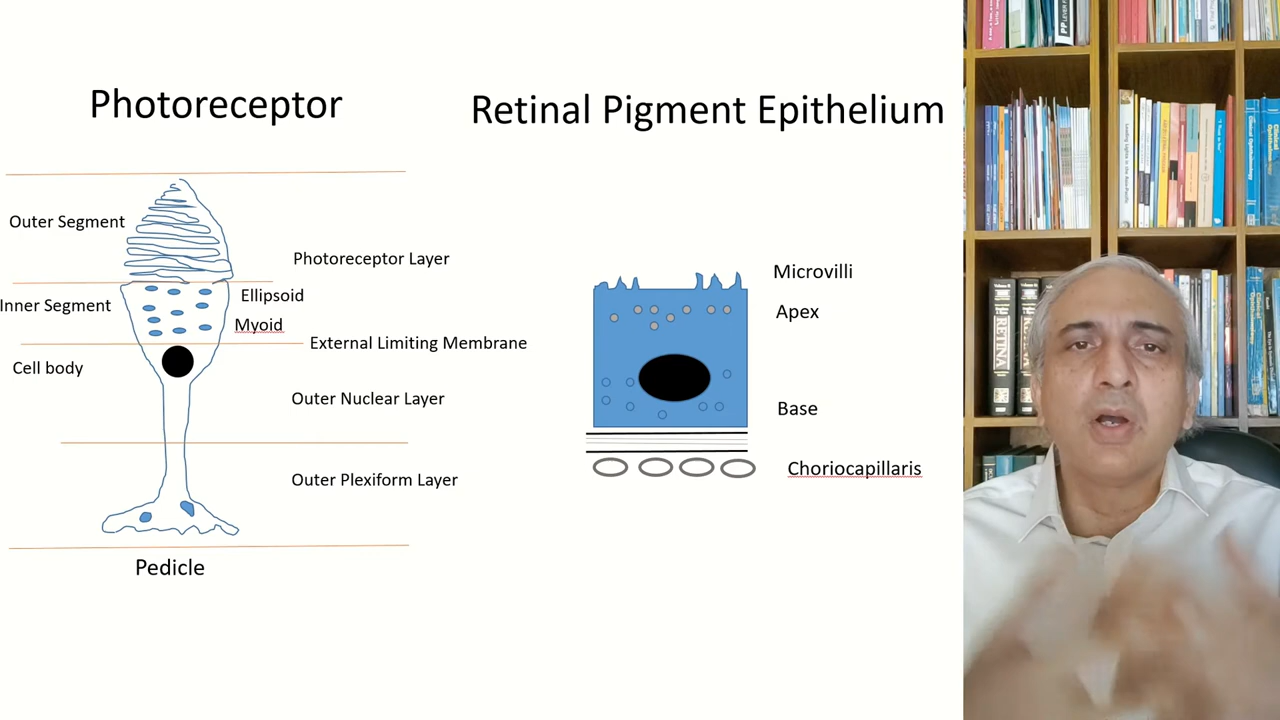 Photoreceptor
Retinal Pigment Epithelium
Outer Segment
Photoreceptor Layer
Inner Segment
Ellipsoid
Myoid
External Limiting Membrane
Cell body
Outer Nuclear Layer
Outer Plexiform Layer
Pedicle
Microvilli
Apex
Base
Choriocapillaris
RETINA